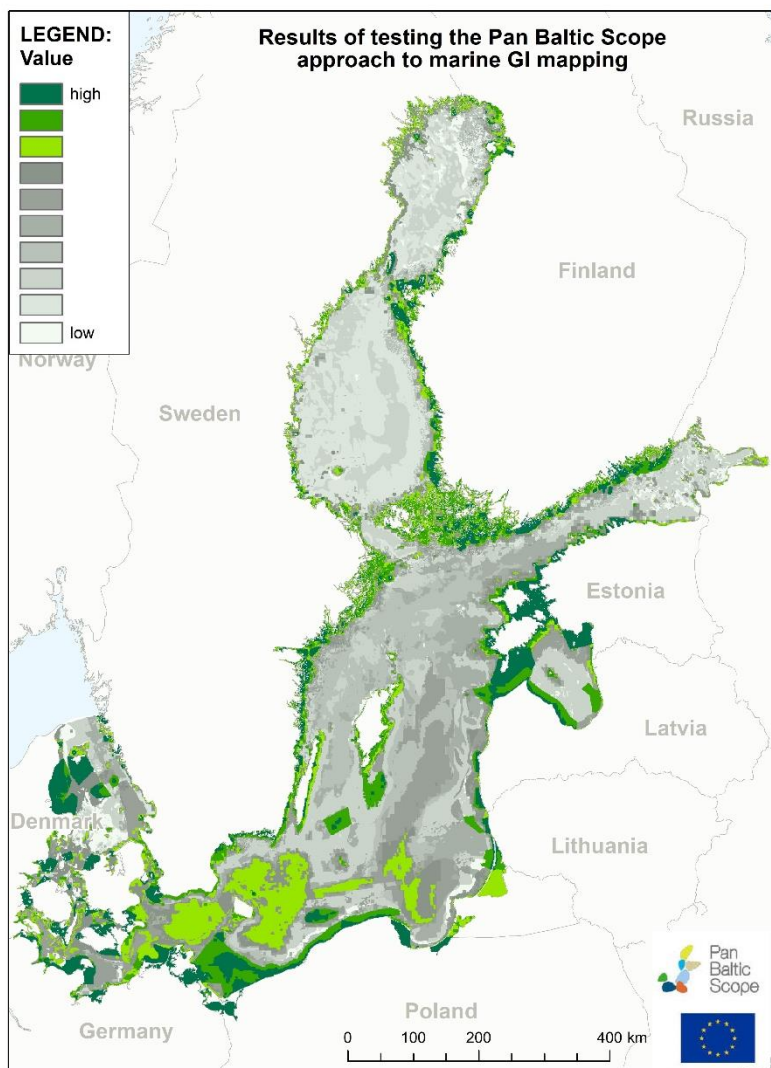 LEGEND:
Value
high
low
Results of testing the Pan Baltic Scope
approach to marine GI mapping
Russia
Finland
Norway
Sweden
Estonia
Latvia
Denmark
Lithuania
Poland
Germany
0 100 200 400 km
Pan
Baltic
Scope